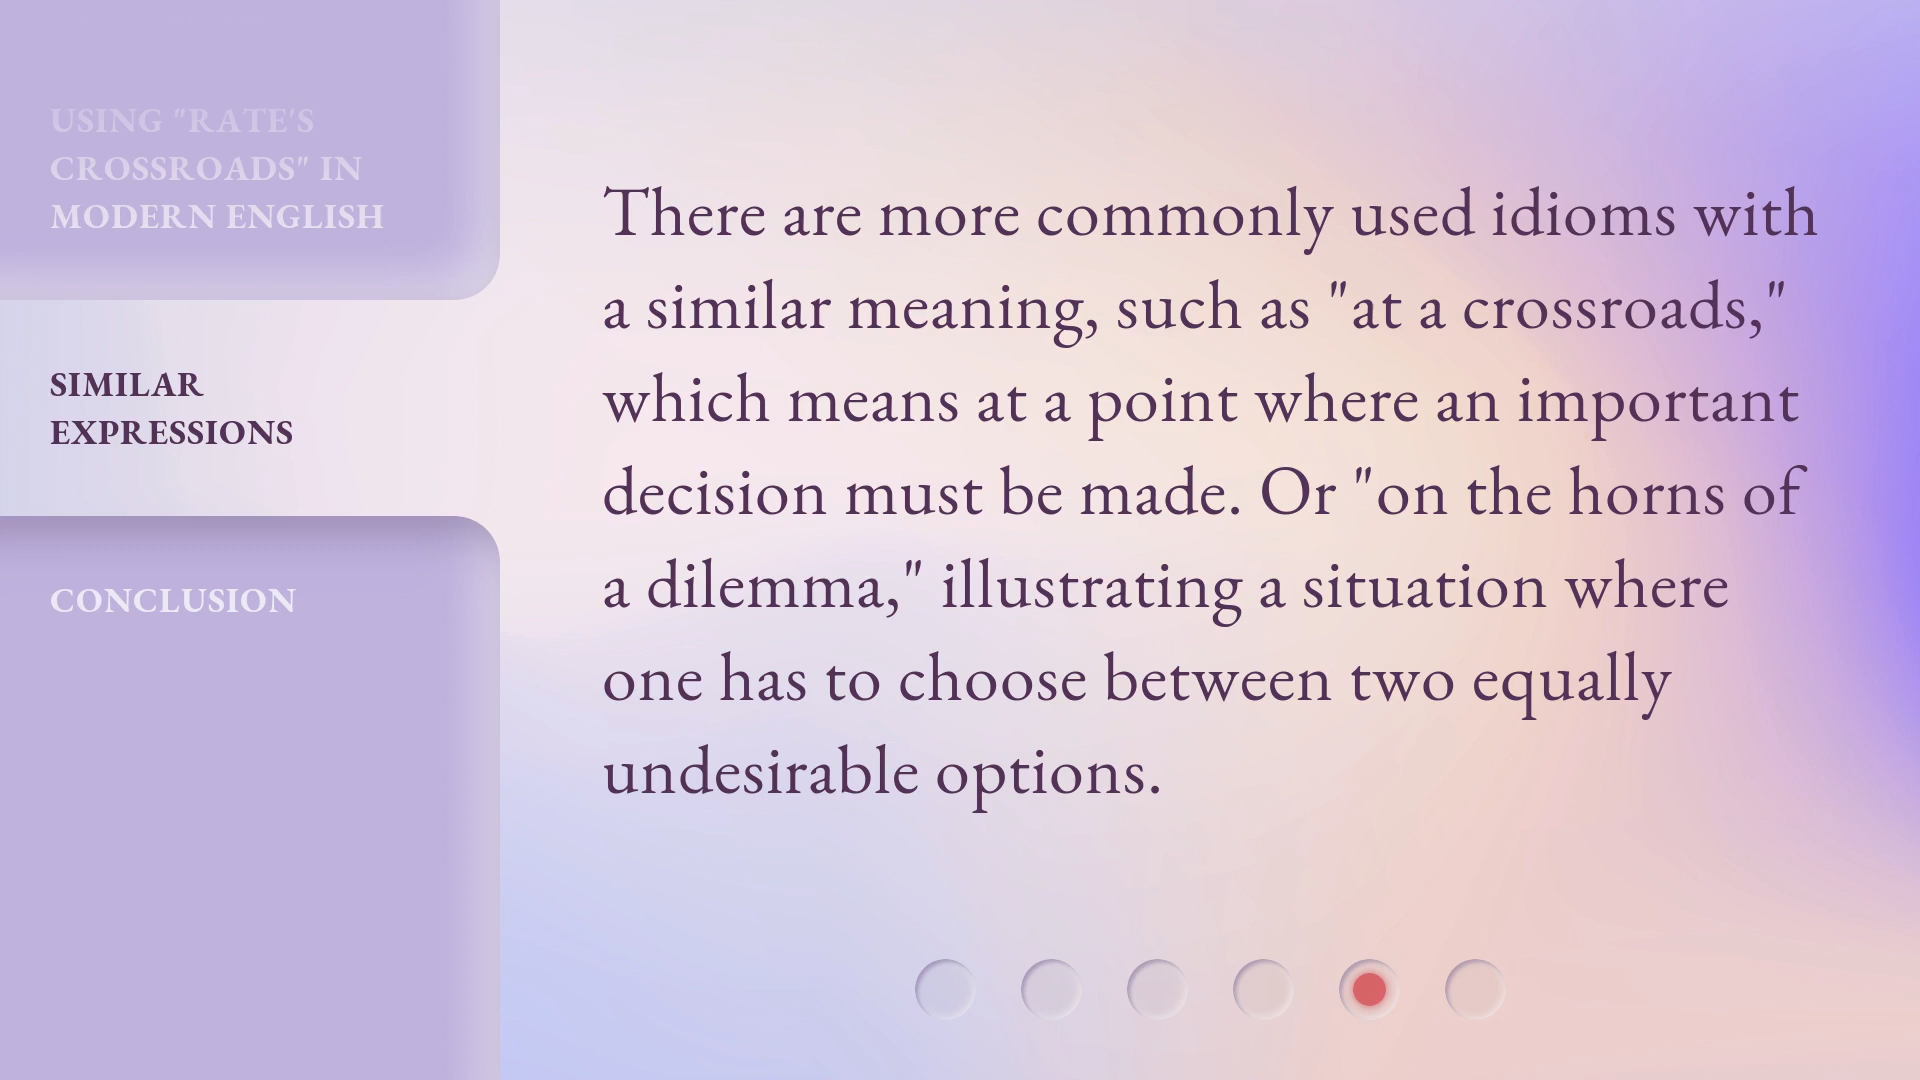 USING "RATE'S
CROSSROADS" IN
MODERN ENGLISH
SIMILAR
EXPRESSIONS
CONCLUSION
There are more commonly used idioms with
a similar meaning, such as "at a crossroads,"
which means at a point where an important
decision must be made. Or "on the horns of
a dilemma," illustrating a situation where
one has to choose between two equally
undesirable options.